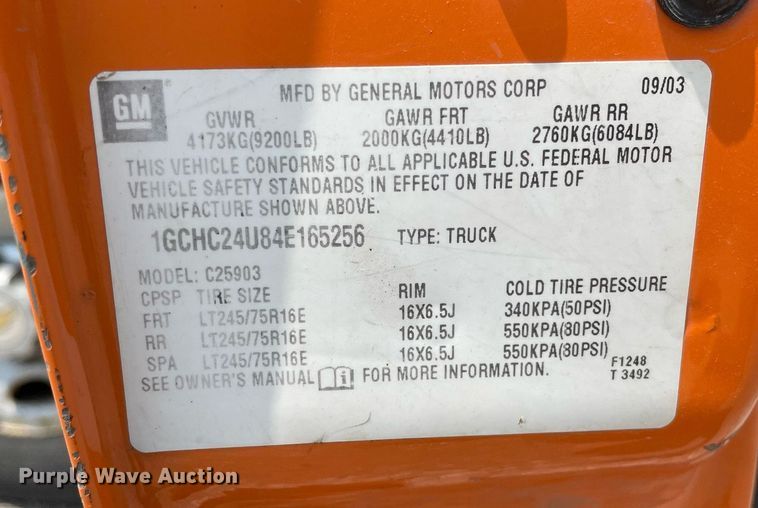 GM
MFD BY GENERAL MOTORS CORP 09/03
GVWR GAWR FRT GAWR RR
4173KG(9200LB) 2000KG(4410LB) 2760KG(6084LB)
THIS VEHICLE CONFORMS TO ALL APPLICABLE U.S. FEDERAL MOTOR
VEHICLE SAFETY STANDARDS IN EFFECT ON THE DATE OF
MANUFACTURE SHOWN ABOVE.
1GCHC24U84E165256 TYPE: TRUCK
MODEL: C25903
CPSP TIRE SIZE RIM COLD TIRE PRESSURE
FRT LT245/75R16E 16X6.5J 340KPA(50PSI)
RR LT245/75R16E 16X6.5J 550KPA(80PSI)
SPA LT245/75R16E 16X6.5J 550KPA(80PSI)
SEE OWNER'S MANUAL i FOR MORE INFORMATION.
F1248
T 3492
Purple Wave Auction